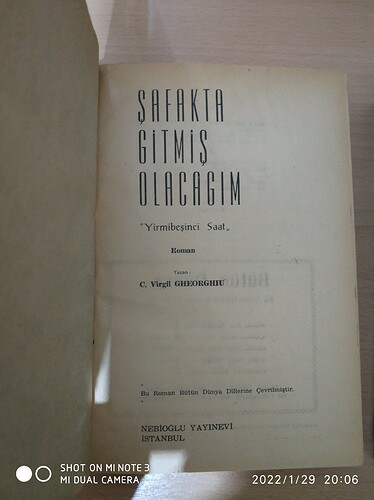 ŞAFAKTA
GİTMİŞ
OLACAĞIM
"Yirmibeşinci Saat„
Roman
Yazan :
C. Virgil GHEORGHIU
Bu Roman Bütün Dünya Dillerine Çevrilmiştir.
NEBİOĞLU YAYINEVİ
İSTANBUL
SHOT ON MI NOTE 3
MI DUAL CAMERA
2022/1/29 20:06